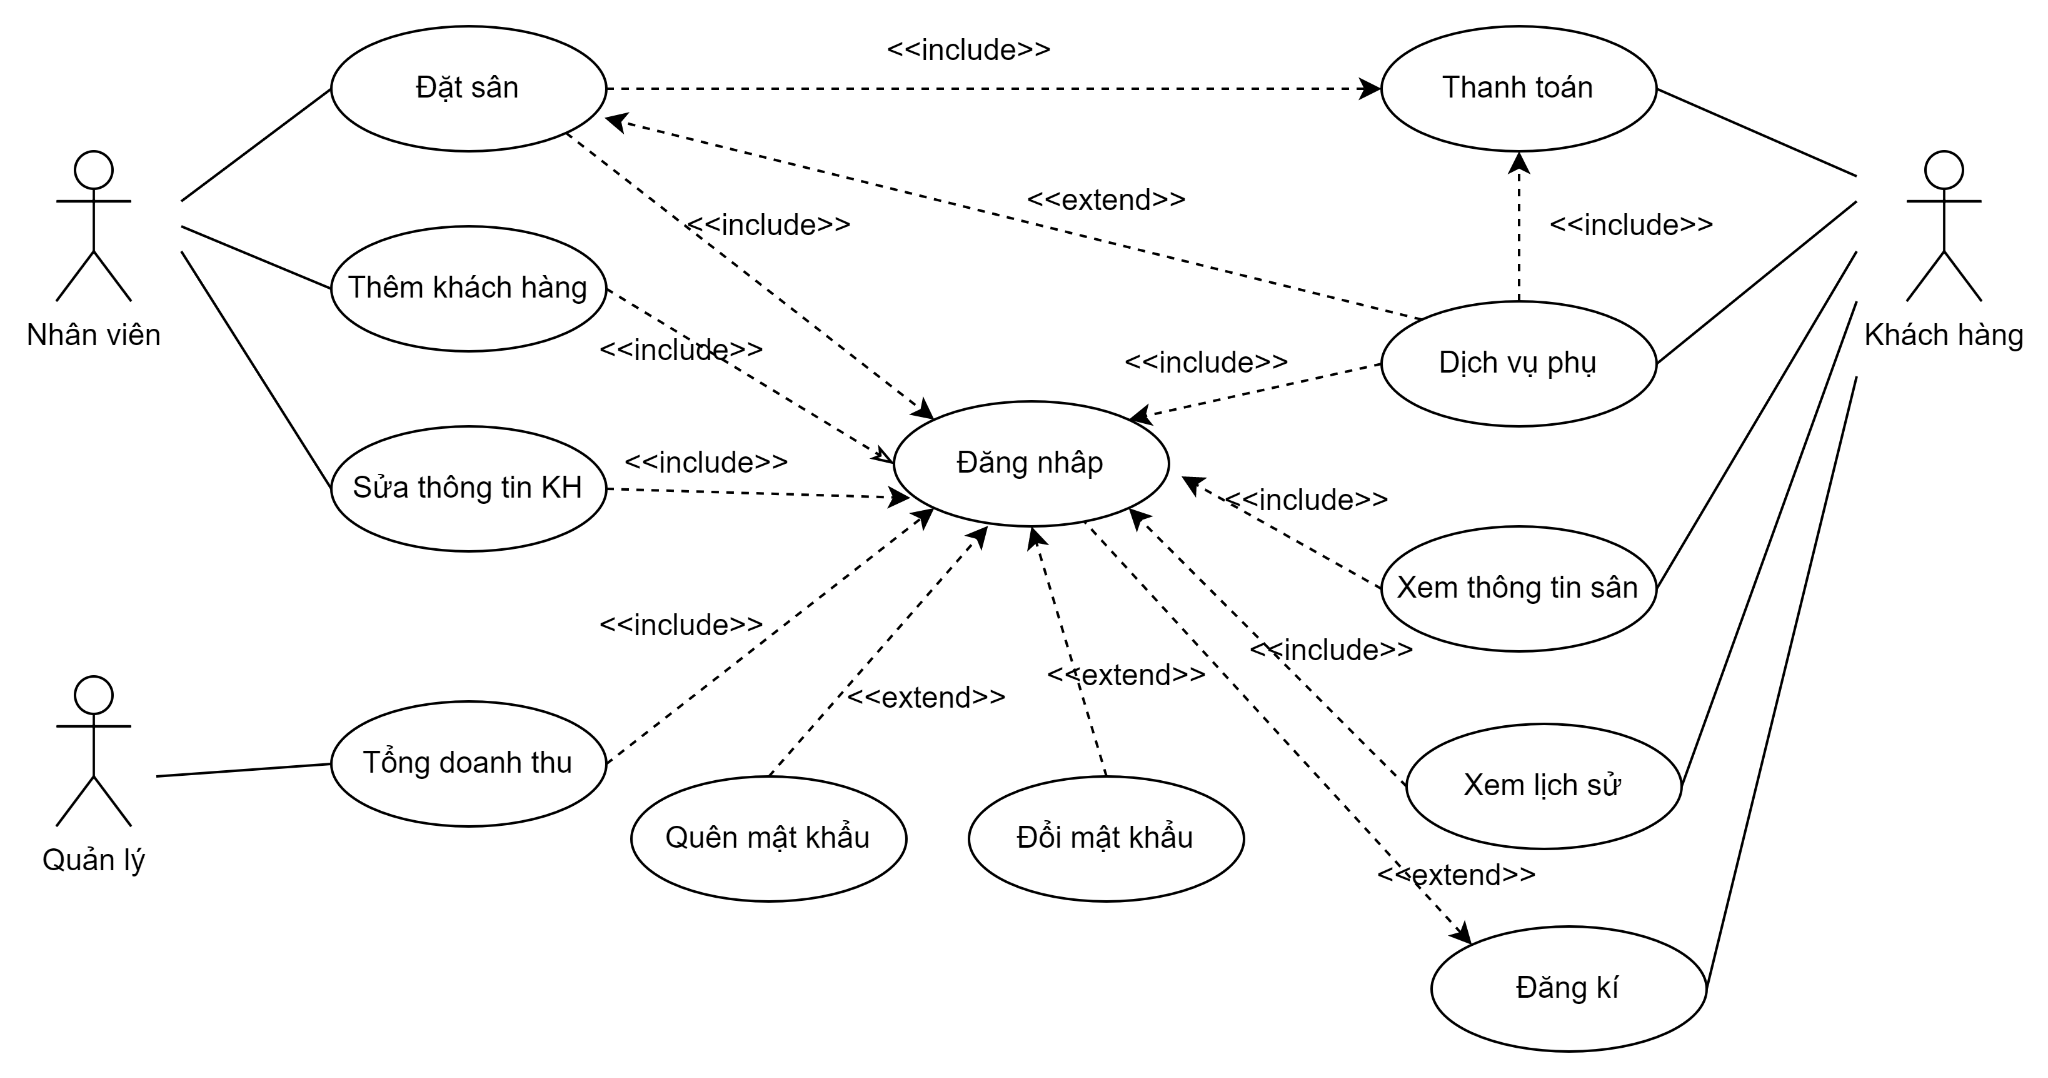 <<include>>
Đặt sân
Thanh toán
<<extend>>
<<include>>
<<include>>
Thêm khách hàng
Nhân viên
Khách hàng
<<include>>
<<include>>
Dịch vụ phụ
Đăng nhâp
<<include>>
Sửa thông tin KH
<<include>>
Xem thông tin sân
<<include>>
<<include>>
<<extend>>
<<extend>>
Tổng doanh thu
Xem lịch sử
Quên mật khẩu
Đổi mật khẩu
Quản lý
<<extend>>
Đăng kí